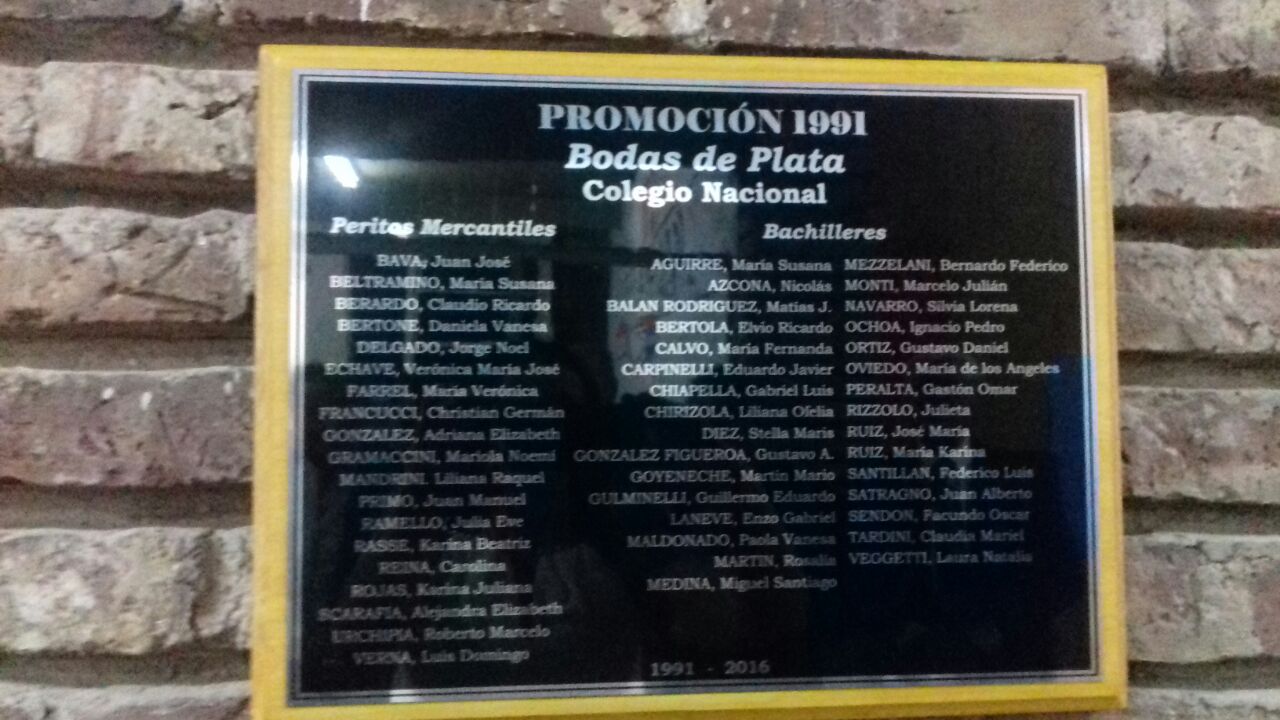 PROMOCIÓN 1991
Bodas de Plata
Colegio Nacional
Peritos Mercantiles
BAVA, Juan José
BELTRAMINO, María Susana
BERARDO, Claudio Ricardo
BERTONE, Daniela Vanesa
DELGADO, Jorge Noel
ECHAVE, Verónica María José
FARREL, María Verónica
FRANCUCCI, Christian Germán
GONZALEZ, Adriana Elizabeth
GRAMACCINI, Mariola Noemí
MANDRINI, Liliana Raquel
PRIMO, Juan Manuel
RAMELLO, Julia Eve
RASSE, Karina Beatriz
REINA, Carolina
ROJAS, Karina Juliana
SCARAFIA, Alejandra Elizabeth
URCHIPIA, Roberto Marcelo
VERNA, Luis Domingo
Bachilleres
AGUIRRE, María Susana
AZCONA, Nicolás
BALAN RODRIGUEZ, Matías J.
BERTOLA, Elvio Ricardo
CALVO, María Fernanda
CARPINELLI, Eduardo Javier
CHIAPELLA, Gabriel Luis
CHIRIZOLA, Liliana Ofelia
DIEZ, Stella Maris
GONZALEZ FIGUEROA, Gustavo A.
GOYENECHE, Martín Mario
GULMINELLI, Guillermo Eduardo
LANEVE, Enzo Gabriel
MALDONADO, Paola Vanesa
MARTIN, Rosalía
MEDINA, Miguel Santiago
MEZZELANI, Bernardo Federico
MONTI, Marcelo Julián
NAVARRO, Silvia Lorena
OCHOA, Ignacio Pedro
ORTIZ, Gustavo Daniel
OVIEDO, María de los Angeles
PERALTA, Gastón Omar
RIZZOLO, Julieta
RUIZ, José María
RUIZ, María Karina
SANTILLAN, Federico Luis
SATRAGNO, Juan Alberto
SENDON, Facundo Oscar
TARDINI, Claudia Mariel
VEGGETTI, Laura Natalia
1991 - 2016